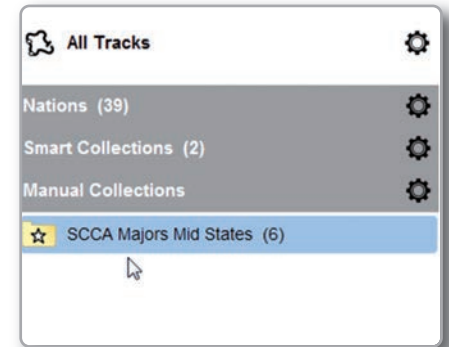 All Tracks
Nations (39)
Smart Collections (2)
Manual Collections
SCCA Majors Mid States (6)